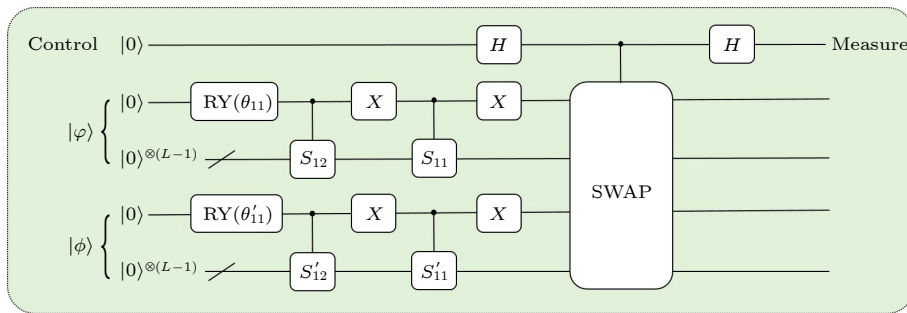 Control |0⟩ H H Measure
|0⟩ RY(θ₁₁) X X
|φ⟩
|0⟩⊗(L−1) S₁₂ S₁₁
SWAP
|0⟩ RY(θ′₁₁) X X
|ϕ⟩
|0⟩⊗(L−1) S′₁₂ S′₁₁